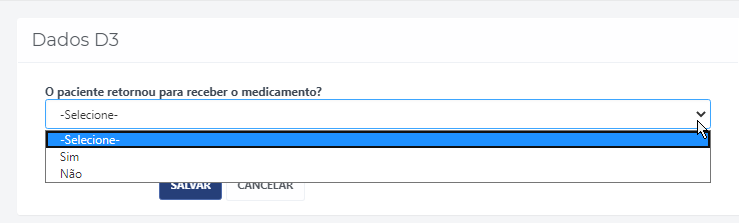 Dados D3
O paciente retornou para receber o medicamento?
-Selecione-
-Selecione-
Sim
Não
SALVAR CANCELAR